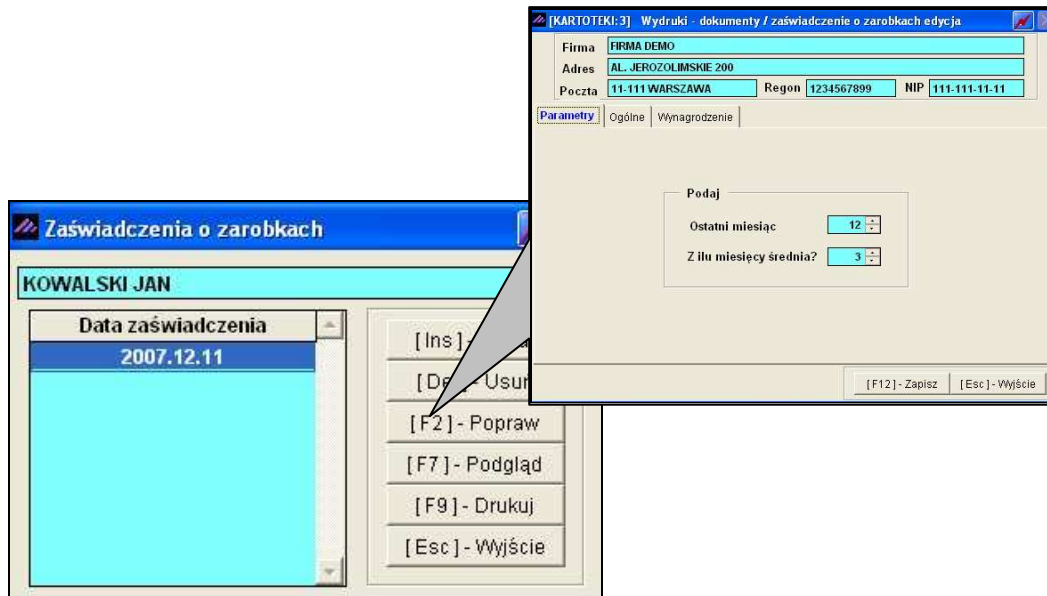 [KARTOTEKI:3] Wydruki - dokumenty / zaświadczenie o zarobkach edycja
Firma FIRMA DEMO
Adres AL. JEROZOLIMSKIE 200
Poczta 11-111 WARSZAWA Regon 1234567899 NIP 111-111-11-11
Parametry Ogólne Wynagrodzenie
Podaj
Ostatni miesiąc 12
Z ilu miesięcy średnia? 3
[F12] - Zapisz [Esc] - Wyjście
Zaświadczenia o zarobkach
KOWALSKI JAN
Data zaświadczenia
2007.12.11
[Ins] -
[De - Usuń
[F2] - Popraw
[F7] - Podgląd
[F9] - Drukuj
[Esc] - Wyjście